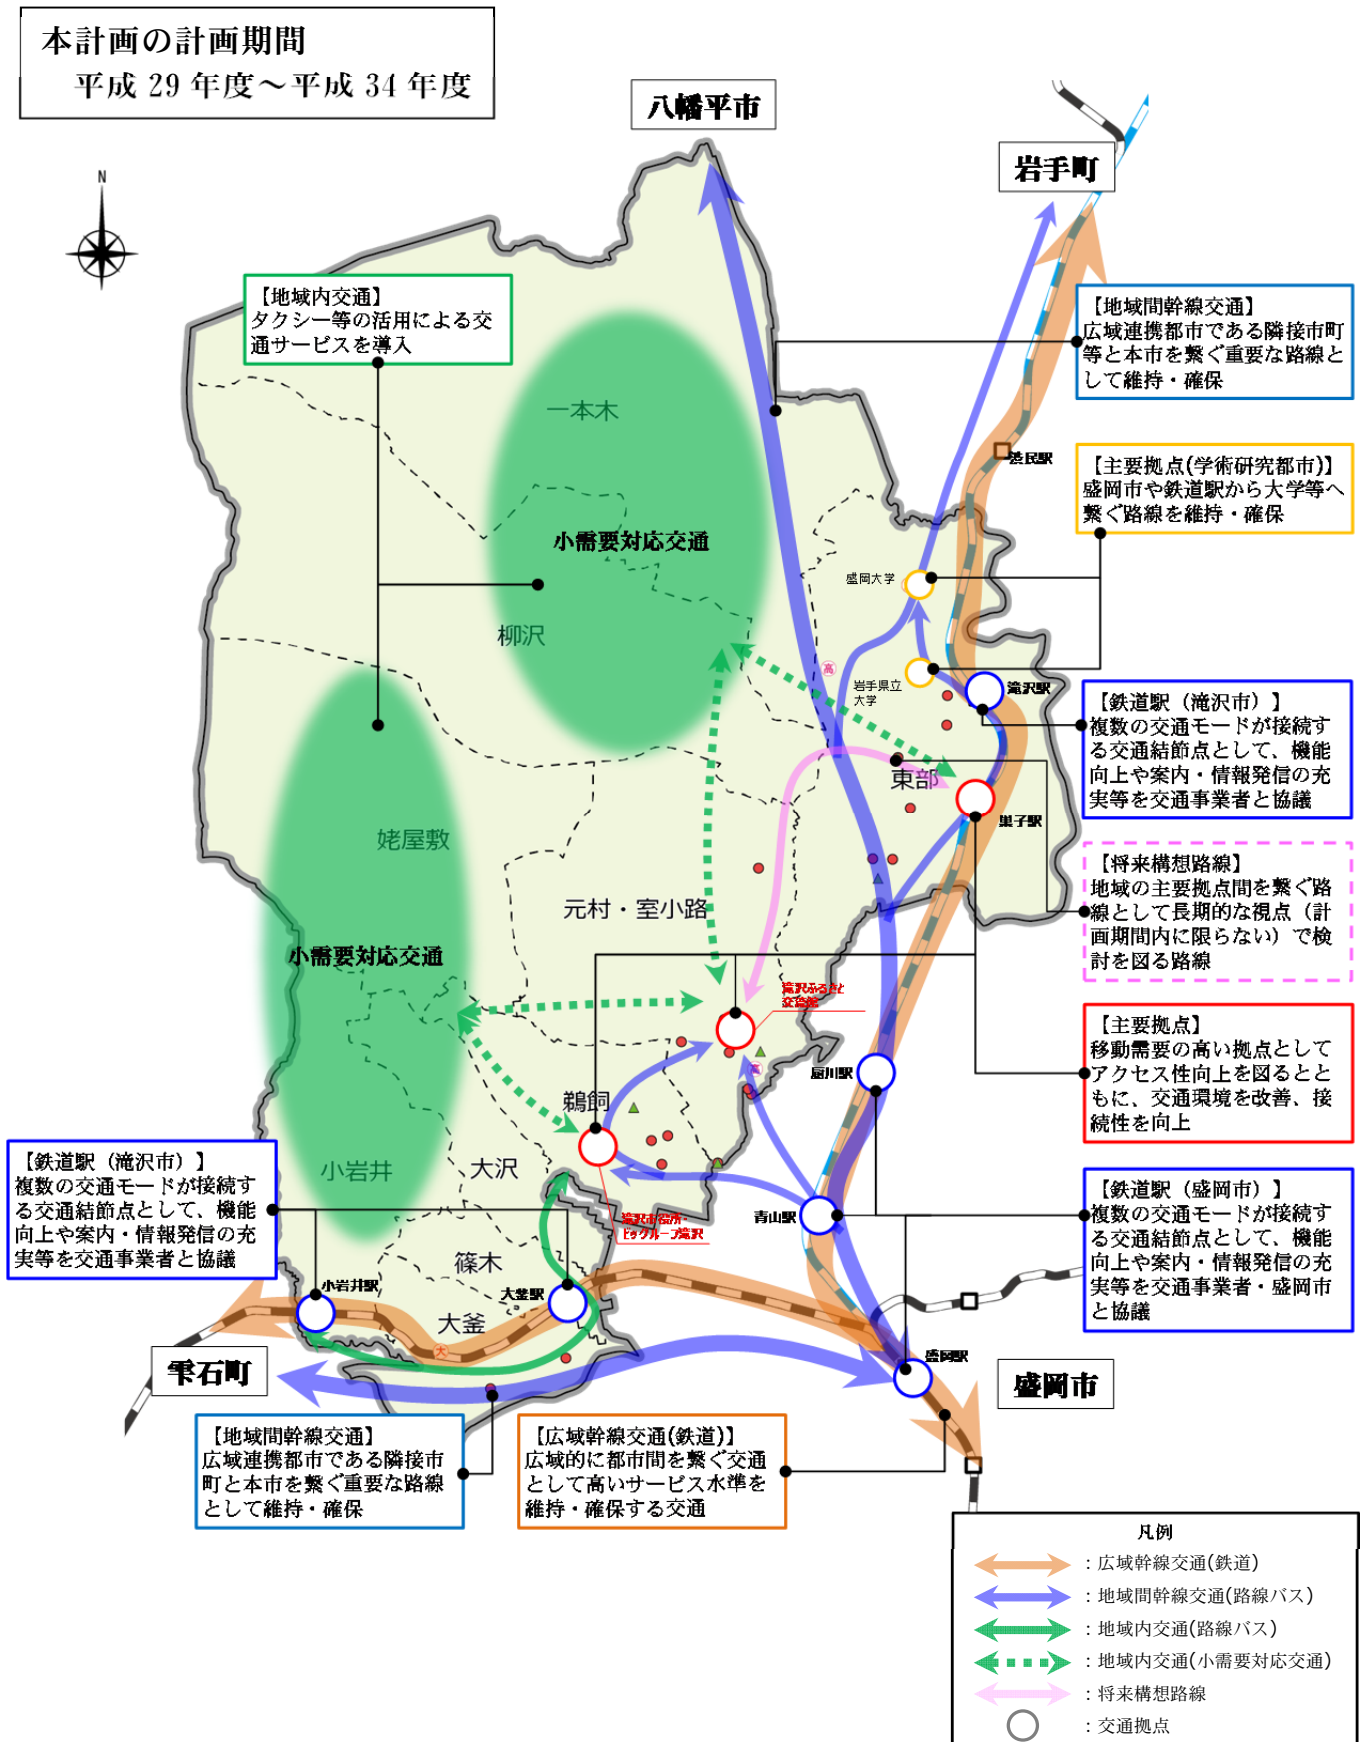 本計画の計画期間
平成 29 年度～平成 34 年度
八幡平市
岩手町
N
【地域内交通】
タクシー等の活用による交
通サービスを導入
【地域間幹線交通】
広域連携都市である隣接市町
等と本市を繋ぐ重要な路線と
して維持・確保
一本木
渋民駅
【主要拠点(学術研究都市)】
盛岡市や鉄道駅から大学等へ
繋ぐ路線を維持・確保
小需要対応交通
盛岡大学
柳沢
高
岩手県立
大学
滝沢駅
【鉄道駅（滝沢市）】
複数の交通モードが接続す
る交通結節点として、機能
向上や案内・情報発信の充
実等を交通事業者と協議
東部
巣子駅
姥屋敷
【将来構想路線】
地域の主要拠点間を繋ぐ路
線として長期的な視点（計
画期間内に限らない）で検
討を図る路線
元村・室小路
小需要対応交通
滝沢ふるさと
交流館
【主要拠点】
移動需要の高い拠点として
アクセス性向上を図るとと
もに、交通環境を改善、接
続性を向上
高
厨川駅
鵜飼
【鉄道駅（滝沢市）】
複数の交通モードが接続す
る交通結節点として、機能
向上や案内・情報発信の充
実等を交通事業者と協議
小岩井
大沢
【鉄道駅（盛岡市）】
複数の交通モードが接続す
る交通結節点として、機能
向上や案内・情報発信の充
実等を交通事業者・盛岡市
と協議
滝沢市役所・
ビッグルーフ滝沢
青山駅
篠木
小岩井駅
大釜駅
大釜
大
雫石町
盛岡駅
盛岡市
【地域間幹線交通】
広域連携都市である隣接市
町と本市を繋ぐ重要な路線
として維持・確保
【広域幹線交通(鉄道)】
広域的に都市間を繋ぐ交通
として高いサービス水準を
維持・確保する交通
凡例
：広域幹線交通(鉄道)
：地域間幹線交通(路線バス)
：地域内交通(路線バス)
：地域内交通(小需要対応交通)
：将来構想路線
：交通拠点